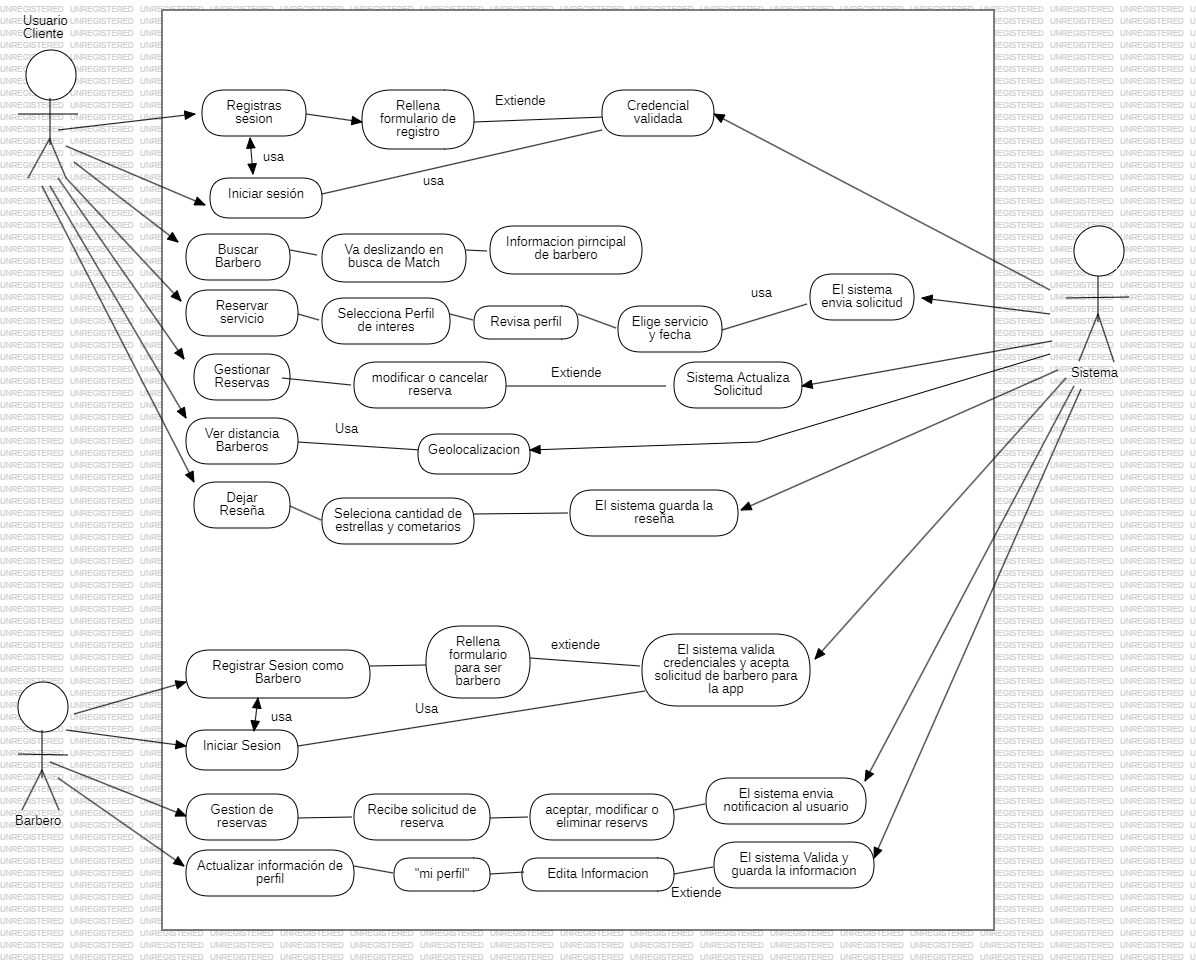 Usuario
Cliente
Registras
sesion
Rellena
formulario de
registro
Extiende
Credencial
validada
usa
Iniciar sesión
usa
Buscar
Barbero
Va deslizando en
busca de Match
Informacion pirncipal
de barbero
Reservar
servicio
Selecciona Perfil
de interes
Revisa perfil
Elige servicio
y fecha
usa
El sistema
envia solicitud
Sistema
Gestionar
Reservas
modificar o cancelar
reserva
Extiende
Sistema Actualiza
Solicitud
Ver distancia
Barberos
Usa
Geolocalizacion
Dejar
Reseña
Seleciona cantidad de
estrellas y cometarios
El sistema guarda la
reseña
Registrar Sesion como
Barbero
Rellena
formulario
para ser
barbero
extiende
El sistema valida
credenciales y acepta
solicitud de barbero para
la app
usa
Usa
Iniciar Sesion
Barbero
Gestion de
reservas
Recibe solicitud de
reserva
aceptar, modificar o
eliminar reservs
El sistema envia
notificacion al usuario
Actualizar información de
perfil
"mi perfil"
Edita Informacion
Extiende
El sistema Valida y
guarda la informacion
UNREGISTERED